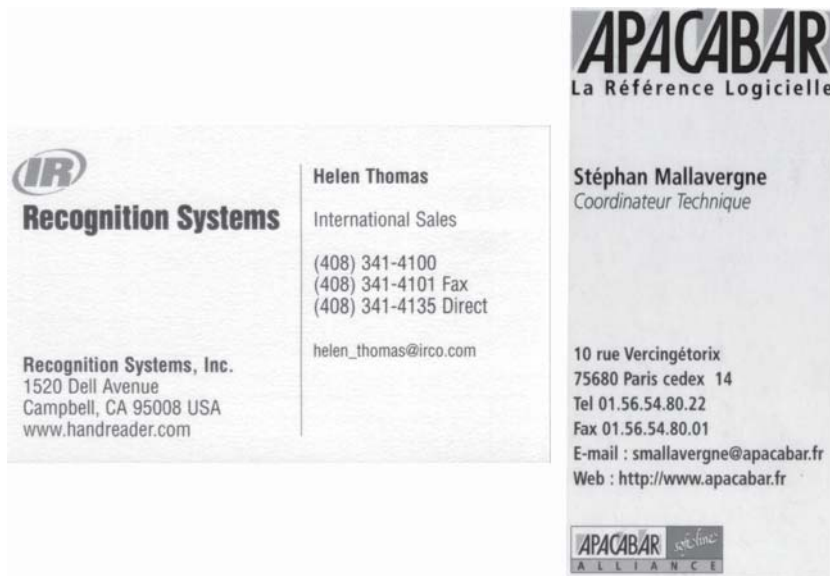 IR
Recognition Systems
Recognition Systems, Inc.
1520 Dell Avenue
Campbell, CA 95008 USA
www.handreader.com
Helen Thomas
International Sales
(408) 341-4100
(408) 341-4101 Fax
(408) 341-4135 Direct
helen_thomas@irco.com
APACABAR
La Référence Logicielle
Stéphan Mallavergne
Coordinateur Technique
10 rue Vercingétorix
75680 Paris cedex 14
Tel 01.56.54.80.22
Fax 01.56.54.80.01
E-mail : smallavergne@apacabar.fr
Web : http://www.apacabar.fr
APACABAR
ALLIANCE